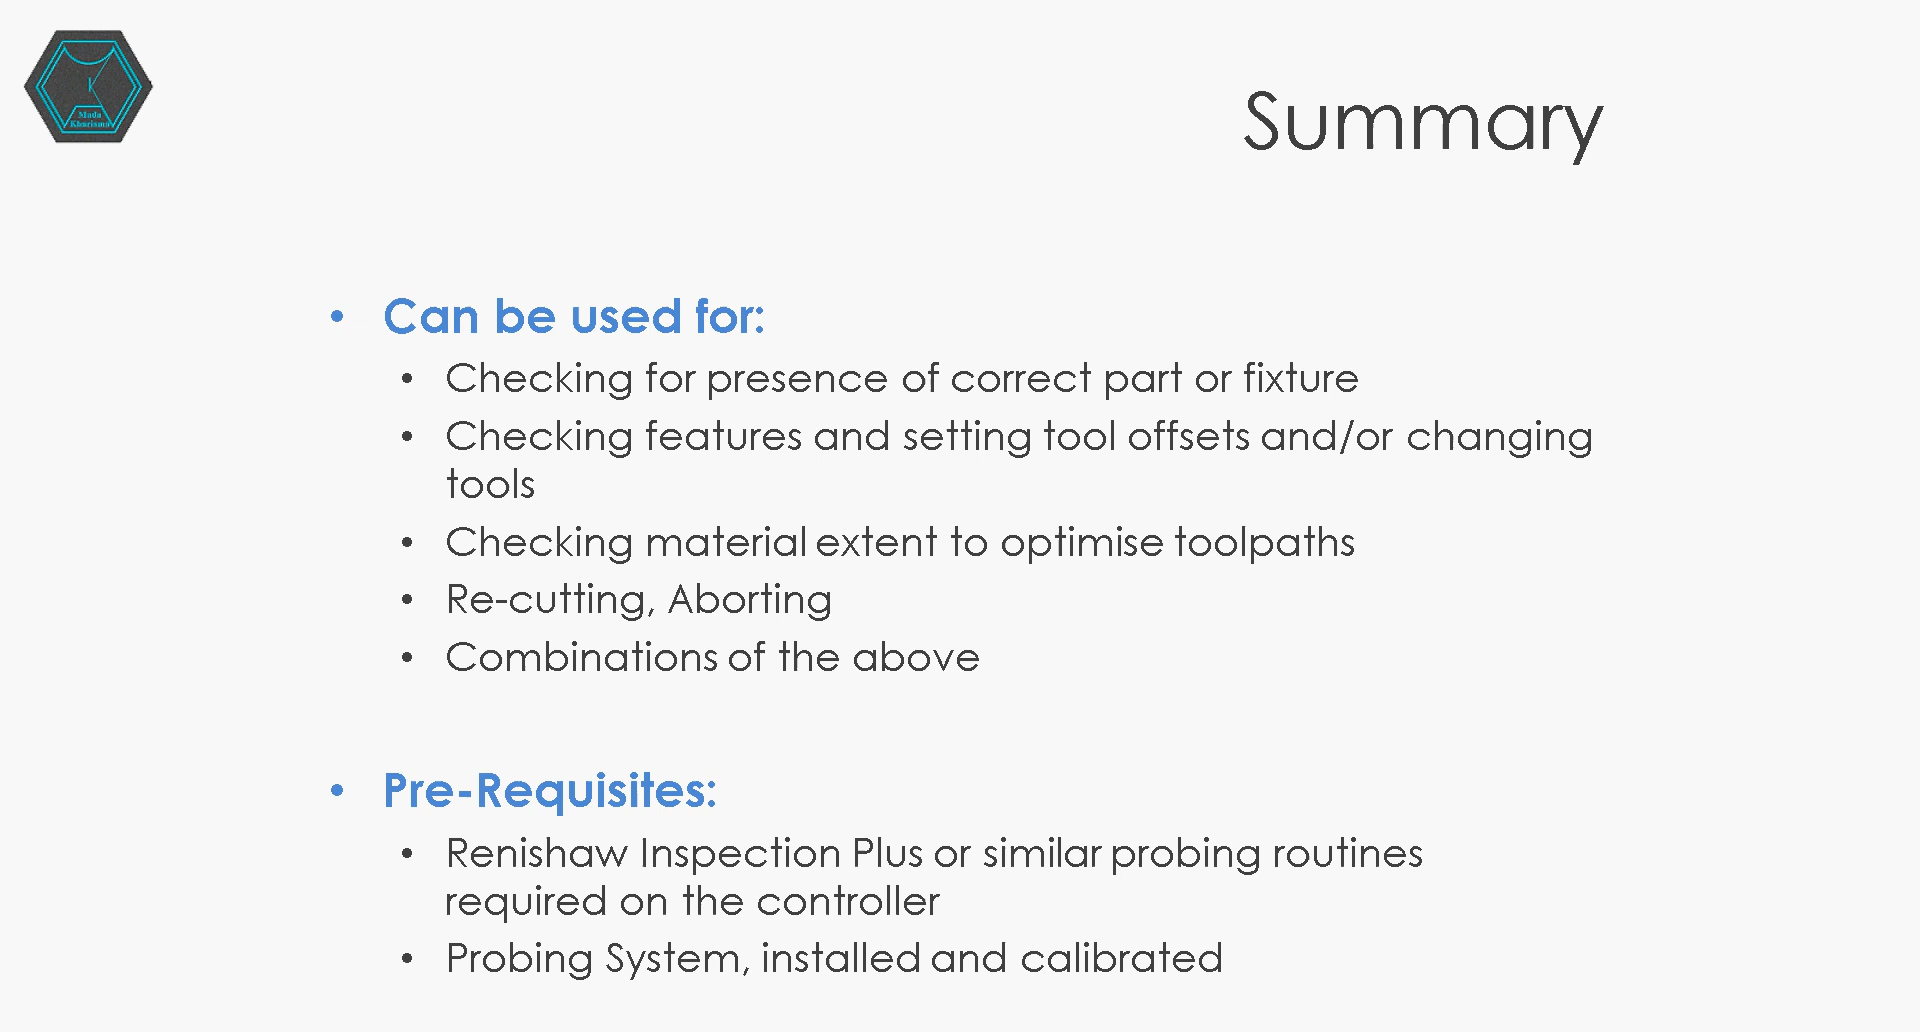 K
Mada
Kharisma
Summary
• Can be used for:
• Checking for presence of correct part or fixture
• Checking features and setting tool offsets and/or changing
tools
• Checking material extent to optimise toolpaths
• Re-cutting, Aborting
• Combinations of the above
• Pre-Requisites:
• Renishaw Inspection Plus or similar probing routines
required on the controller
• Probing System, installed and calibrated